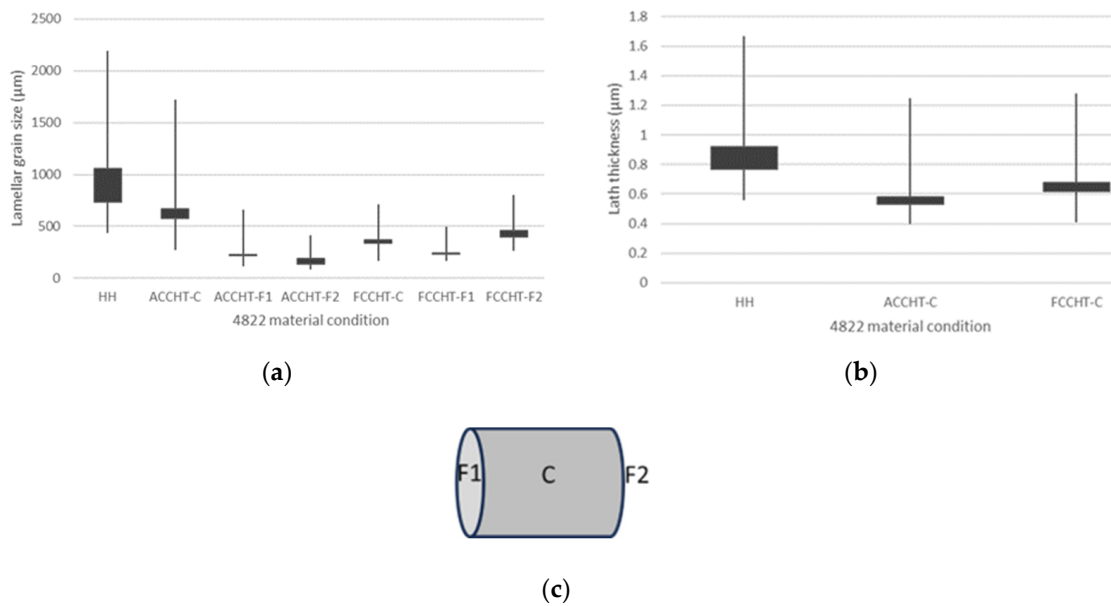 2500
2000
1500
1000
500
0
Lamellar grain size (μm)
HH ACCHT-C ACCHT-F1 ACCHT-F2 FCCHT-C FCCHT-F1 FCCHT-F2
4822 material condition
(a)
1.8
1.6
1.4
1.2
1
0.8
0.6
0.4
0.2
0
Lath thickness (μm)
HH ACCHT-C FCCHT-C
4822 material condition
(b)
F1 C F2
(c)